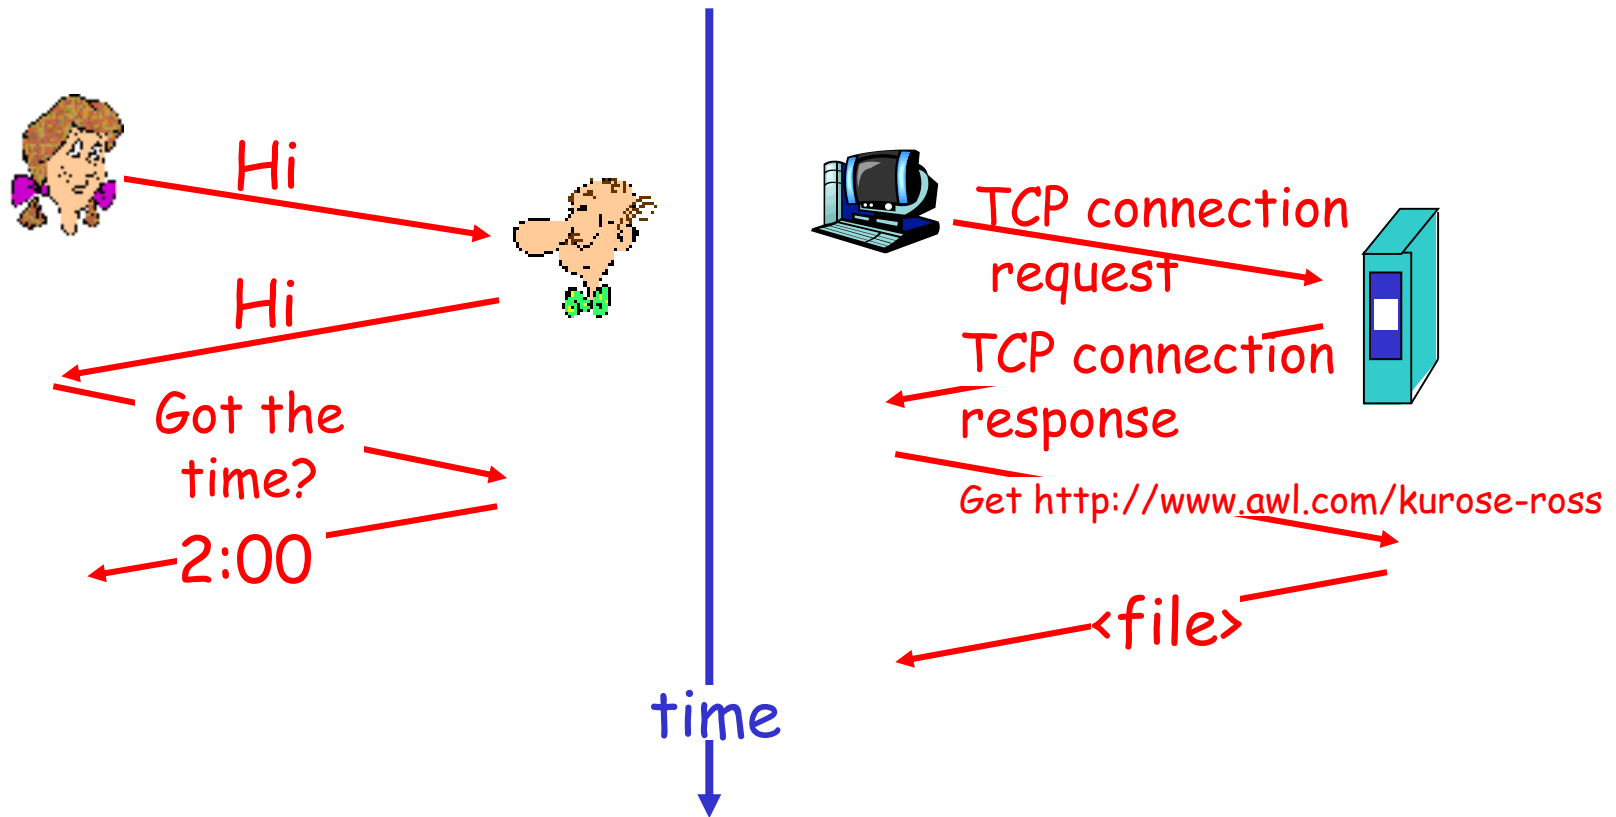 Hi
Hi
Got the
time?
2:00
TCP connection
request
TCP connection
response
Get http://www.awl.com/kurose-ross
<file>
time